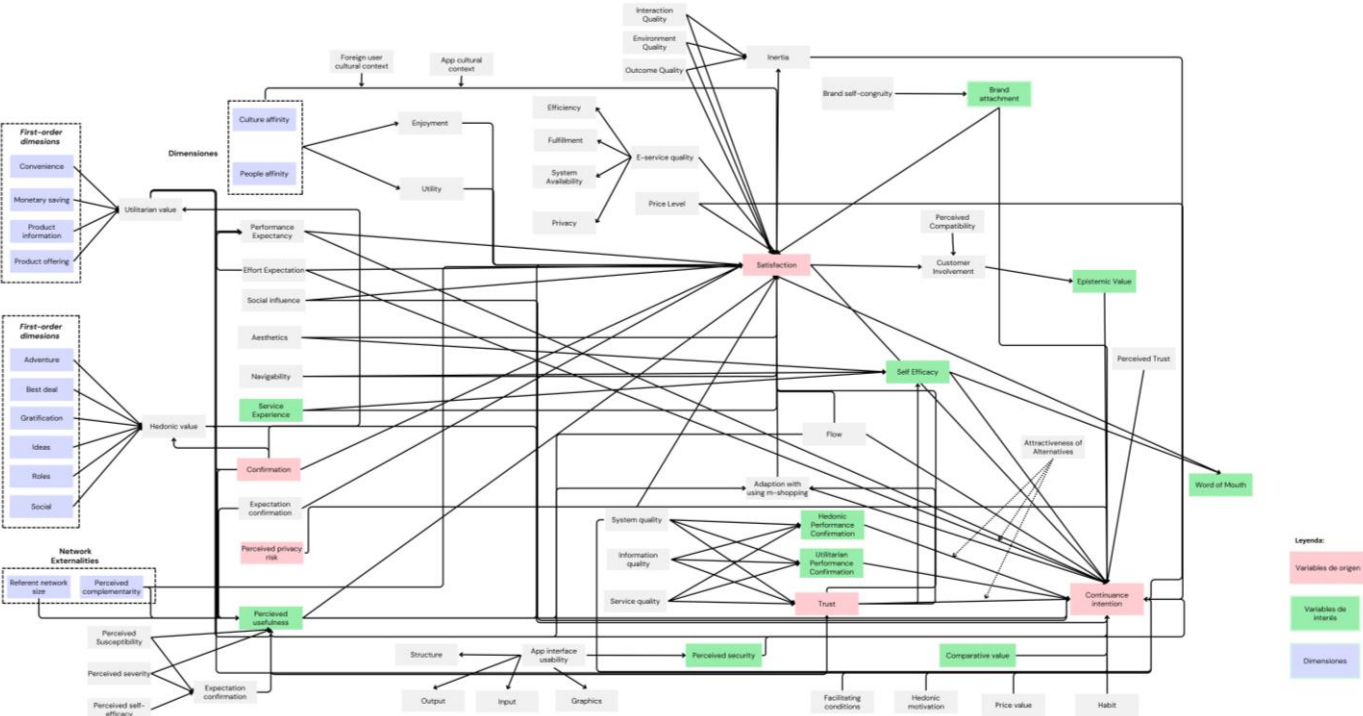 Interaction
Quality
Environment
Quality
Outcome Quality
Inertia
Foreign user
cultural context
App cultural
context
Brand self-congruity
Brand
attachment
Culture affinity
People affinity
Dimensiones
Enjoyment
Utility
Efficiency
Fulfillment
System
Availability
Privacy
E-service quality
Price Level
First-order
dimesions
Convenience
Monetary saving
Product
information
Product offering
Utilitarian value
Performance
Expectancy
Effort Expectation
Social influence
Aesthetics
Navigability
Service
Experience
Satisfaction
Perceived
Compatibility
Customer
Involvement
Epistemic Value
Perceived Trust
Self Efficacy
First-order
dimesions
Adventure
Best deal
Gratification
Ideas
Roles
Social
Hedonic value
Confirmation
Expectation
confirmation
Perceived privacy
risk
Flow
Attractiveness of
Alternatives
Word of Mouth
Adaption with
using m-shopping
System quality
Information
quality
Service quality
Hedonic
Performance
Confirmation
Utilitarian
Performance
Confirmation
Trust
Continuance
intention
Network
Externalities
Referent network
size
Perceived
complementarity
Percieved
usefulness
Perceived
Susceptibility
Perceived severity
Perceived self-
efficacy
Expectation
confirmation
Structure
App interface
usability
Output
Input
Graphics
Perceived security
Comparative value
Facilitating
conditions
Hedonic
motivation
Price value
Habit
Leyenda:
Variables de origen
Variables de
interés
Dimensiones